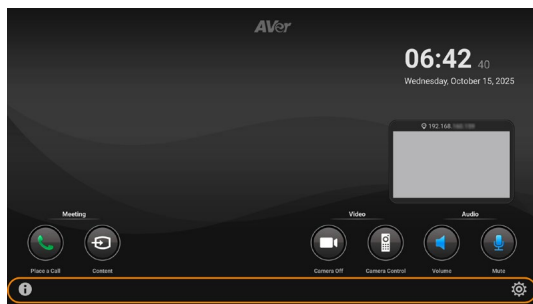 AVer
06:42 40
Wednesday, October 15, 2025
192.168.
Meeting
Video
Audio
Place a Call
Content
Camera Off
Camera Control
Volume
Mute